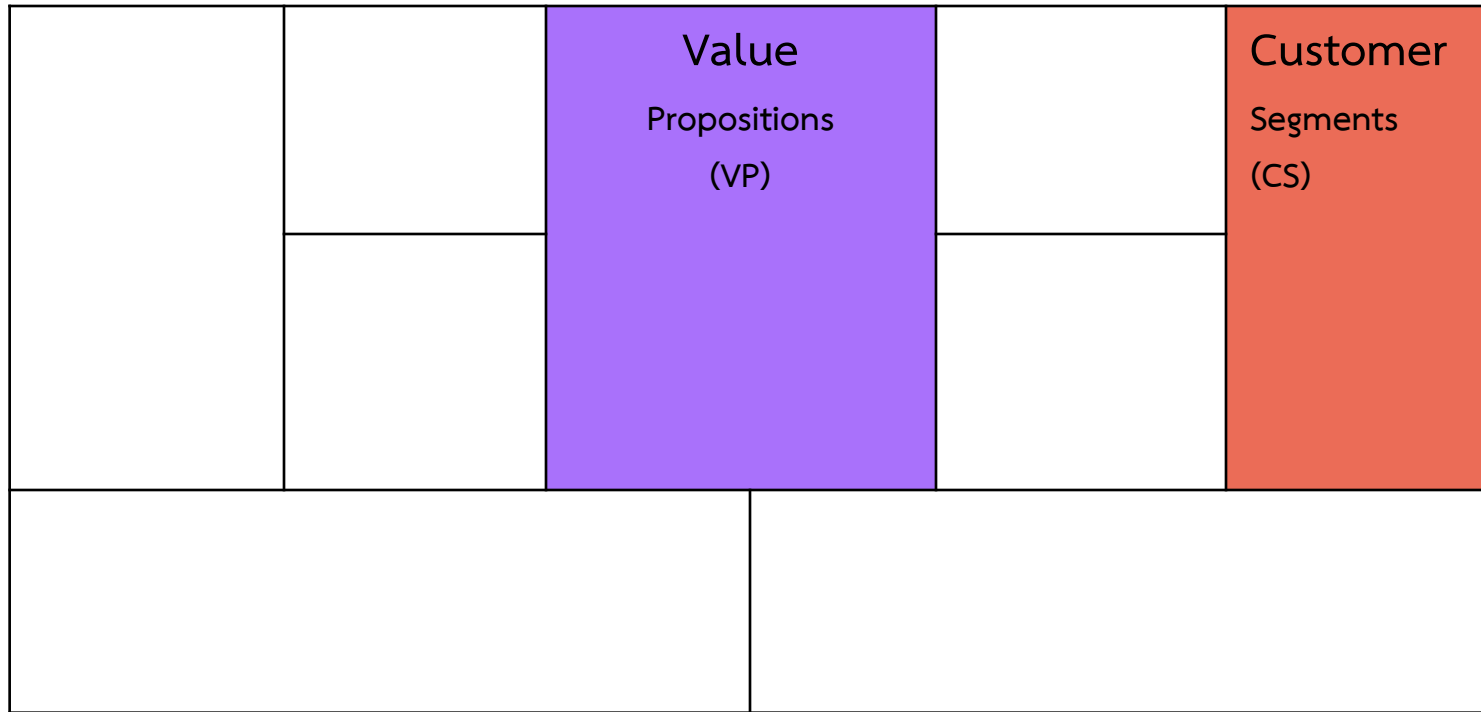 Value
Propositions
(VP)
Customer
Segments
(CS)